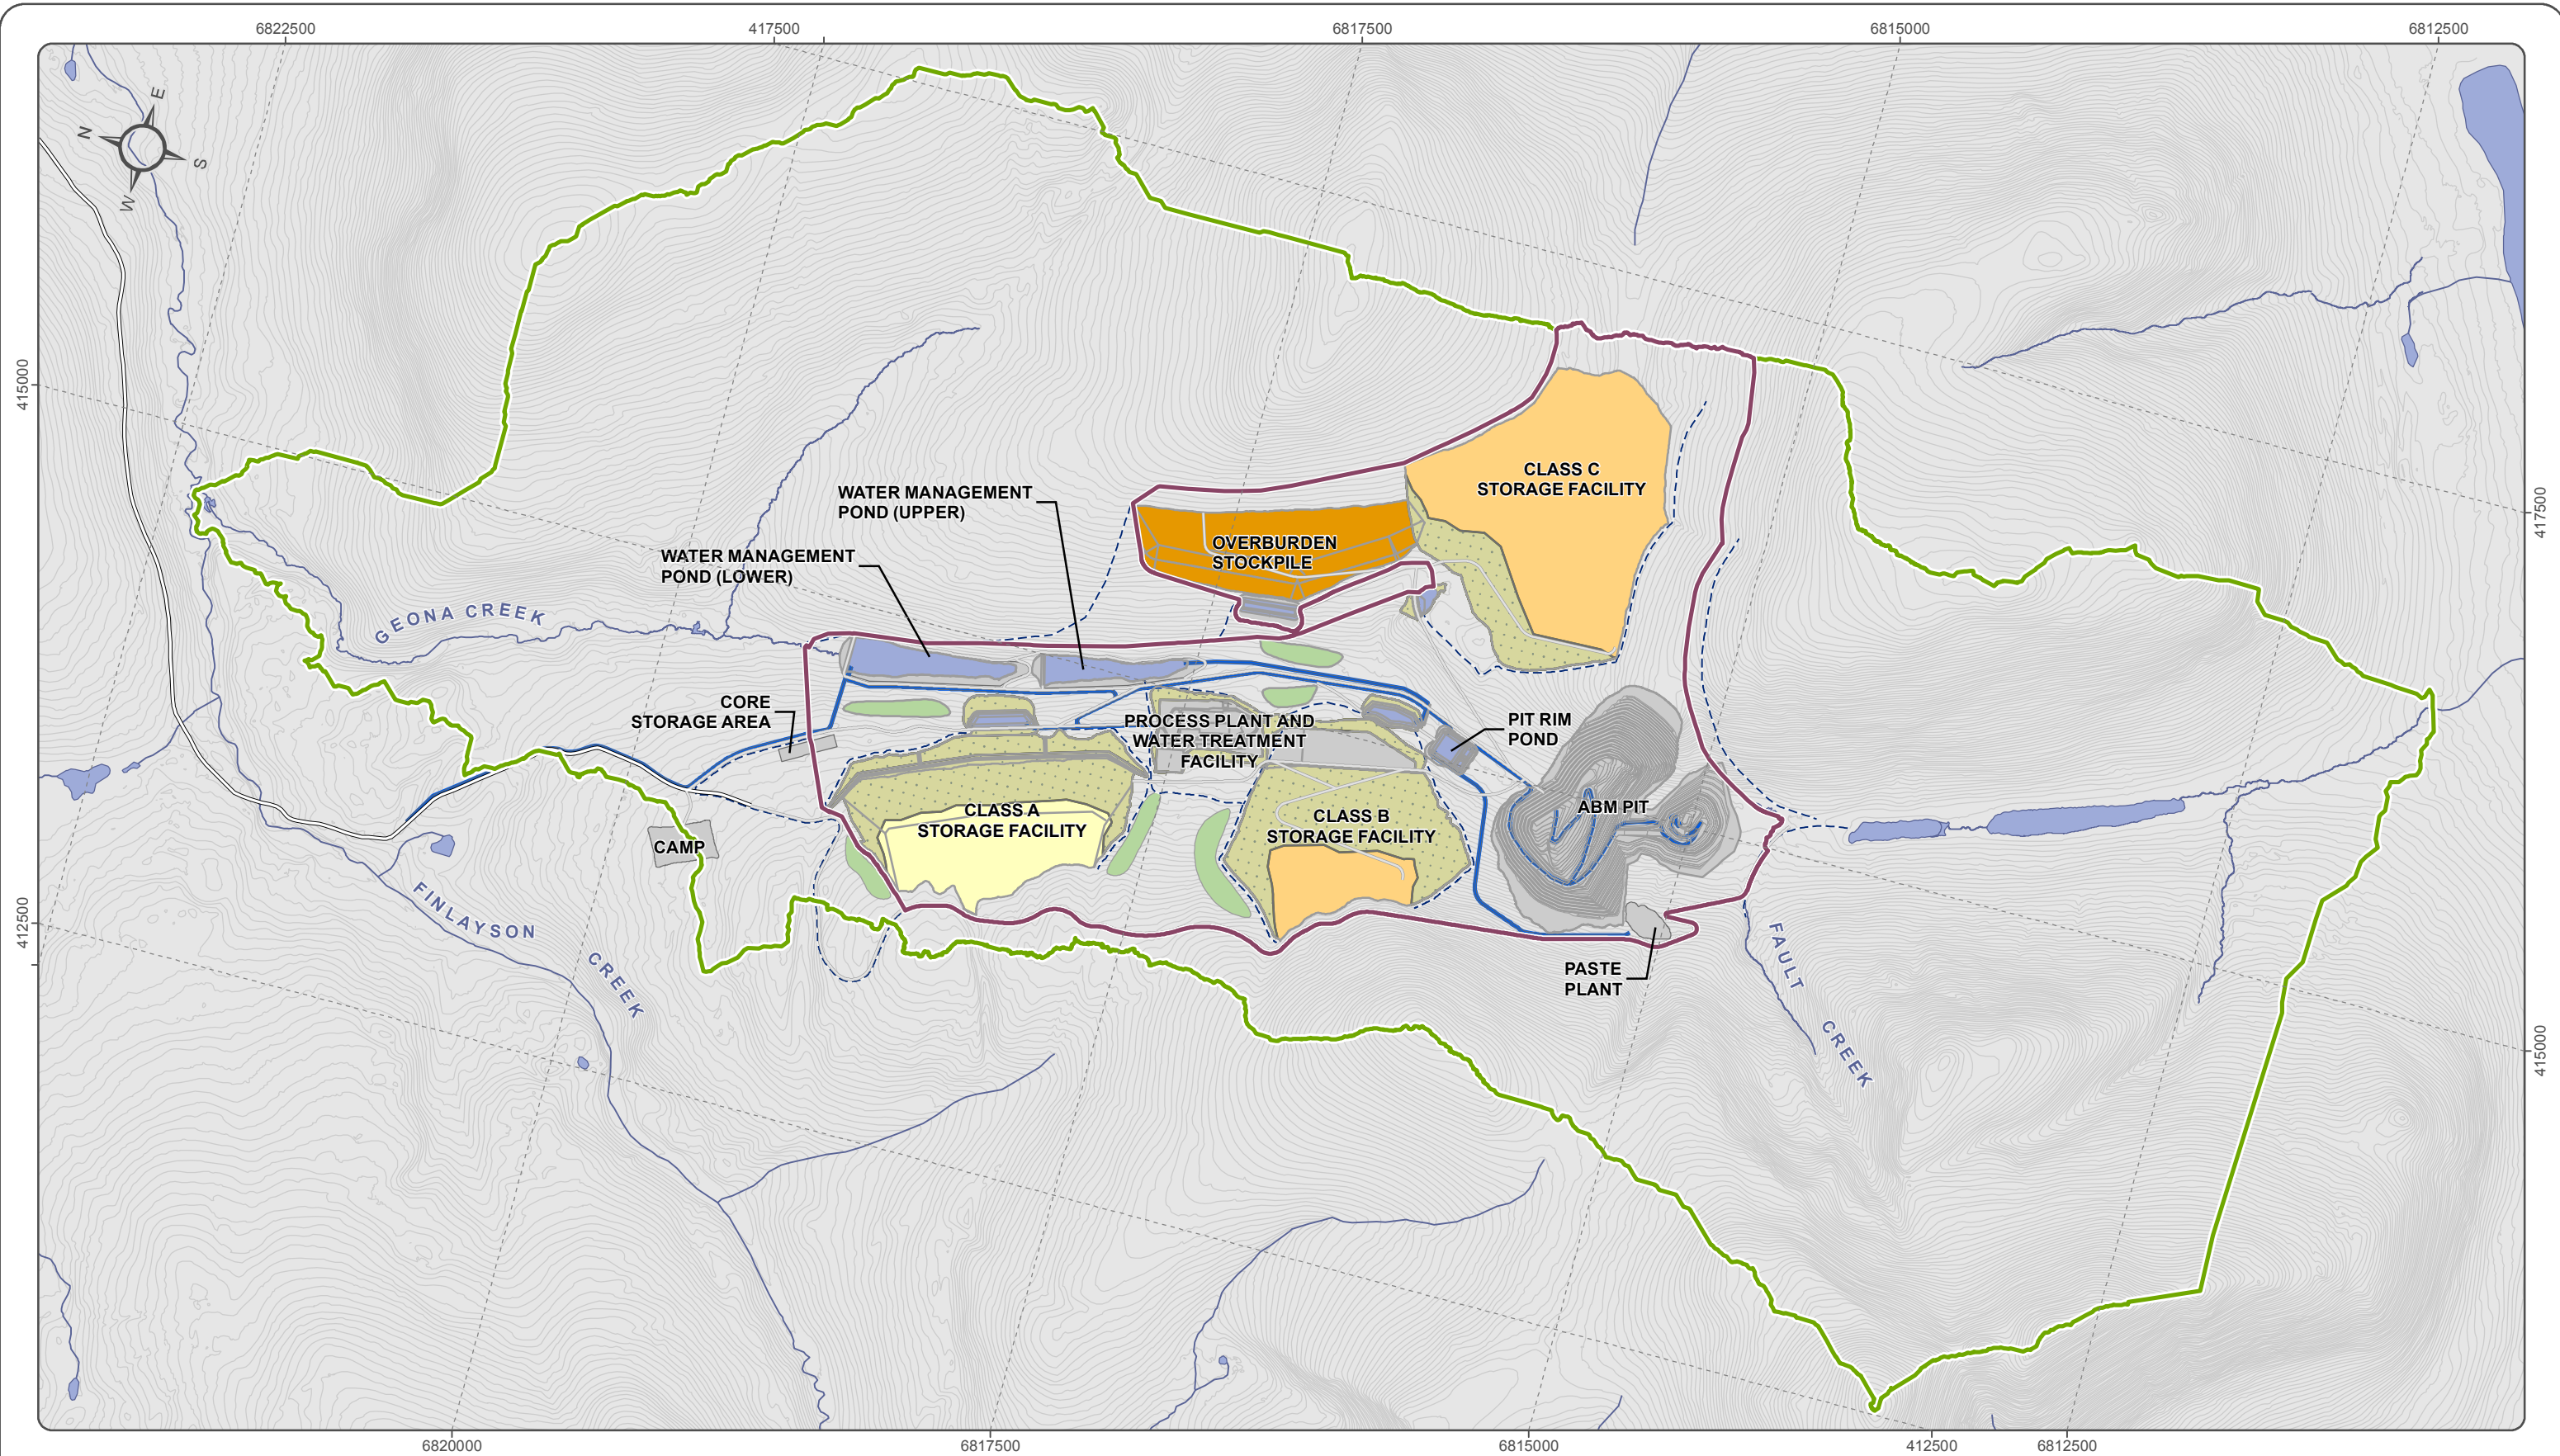 6822500
417500
6817500
6815000
6812500
E
N
S
W
415000
CLASS C
STORAGE FACILITY
WATER MANAGEMENT
POND (UPPER)
417500
OVERBURDEN
STOCKPILE
WATER MANAGEMENT
POND (LOWER)
GEONA CREEK
CORE
STORAGE AREA
PROCESS PLANT AND
WATER TREATMENT
FACILITY
PIT RIM
POND
ABM PIT
CLASS A
STORAGE FACILITY
CLASS B
STORAGE FACILITY
CAMP
412500
FINLAYSON
CREEK
FAULT
CREEK
PASTE
PLANT
415000
6820000
6817500
6815000
412500
6812500